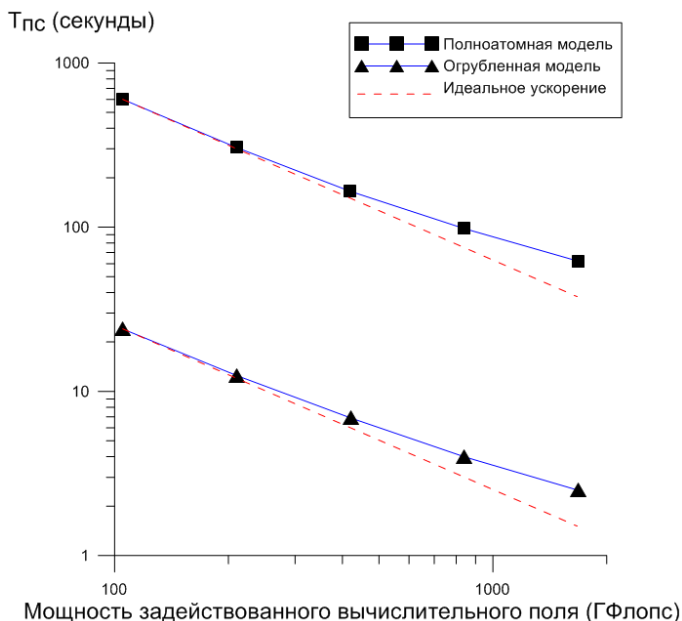 Tпс (секунды)
Полноатомная модель
Огрубленная модель
Идеальное ускорение
1000
100
10
1
100
1000
Мощность задействованного вычислительного поля (ГФлопс)